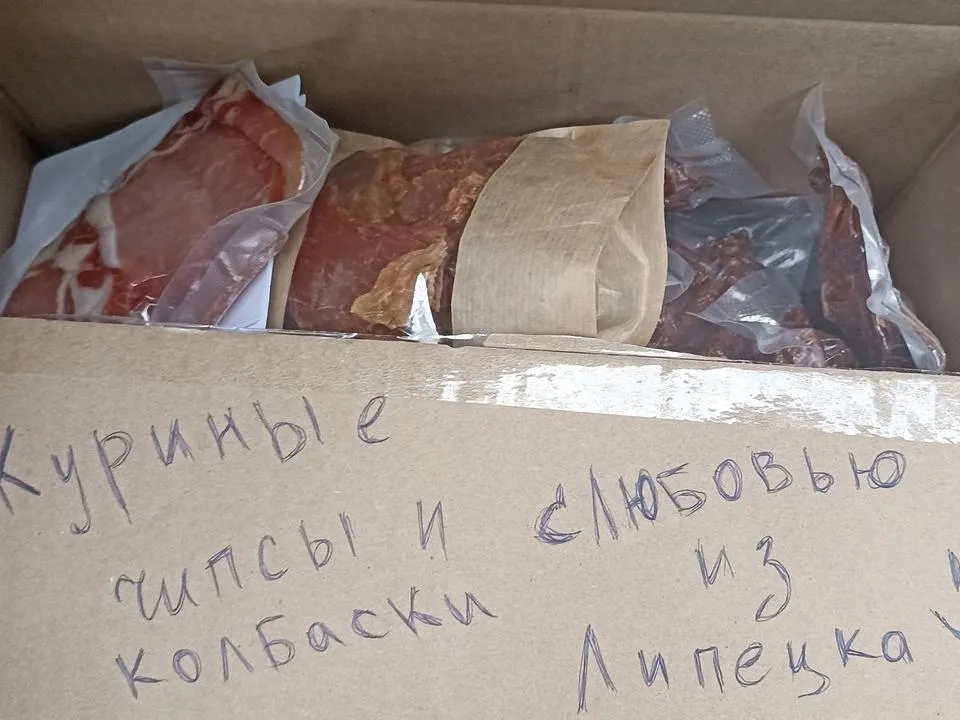 Куриные
чипсы и
колбаски
с любовью
из
Липецка